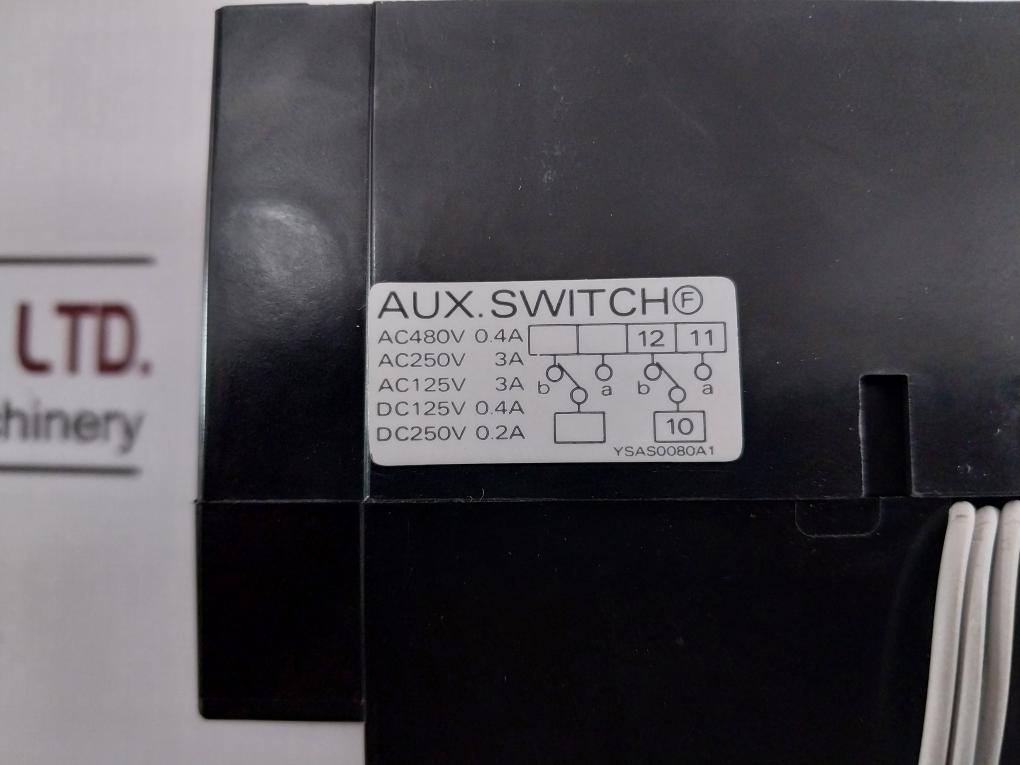 LTD.
chinery
AUX.SWITCH Ⓕ
AC480V 0.4A
AC250V 3A
AC125V 3A
DC125V 0.4A
DC250V 0.2A
12 11
b a b a
10
YSAS0080A1